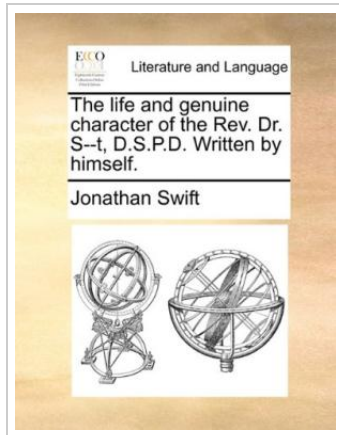 ECCO
Literature and Language
The life and genuine
character of the Rev. Dr.
S--t, D.S.P.D. Written by
himself.
Jonathan Swift